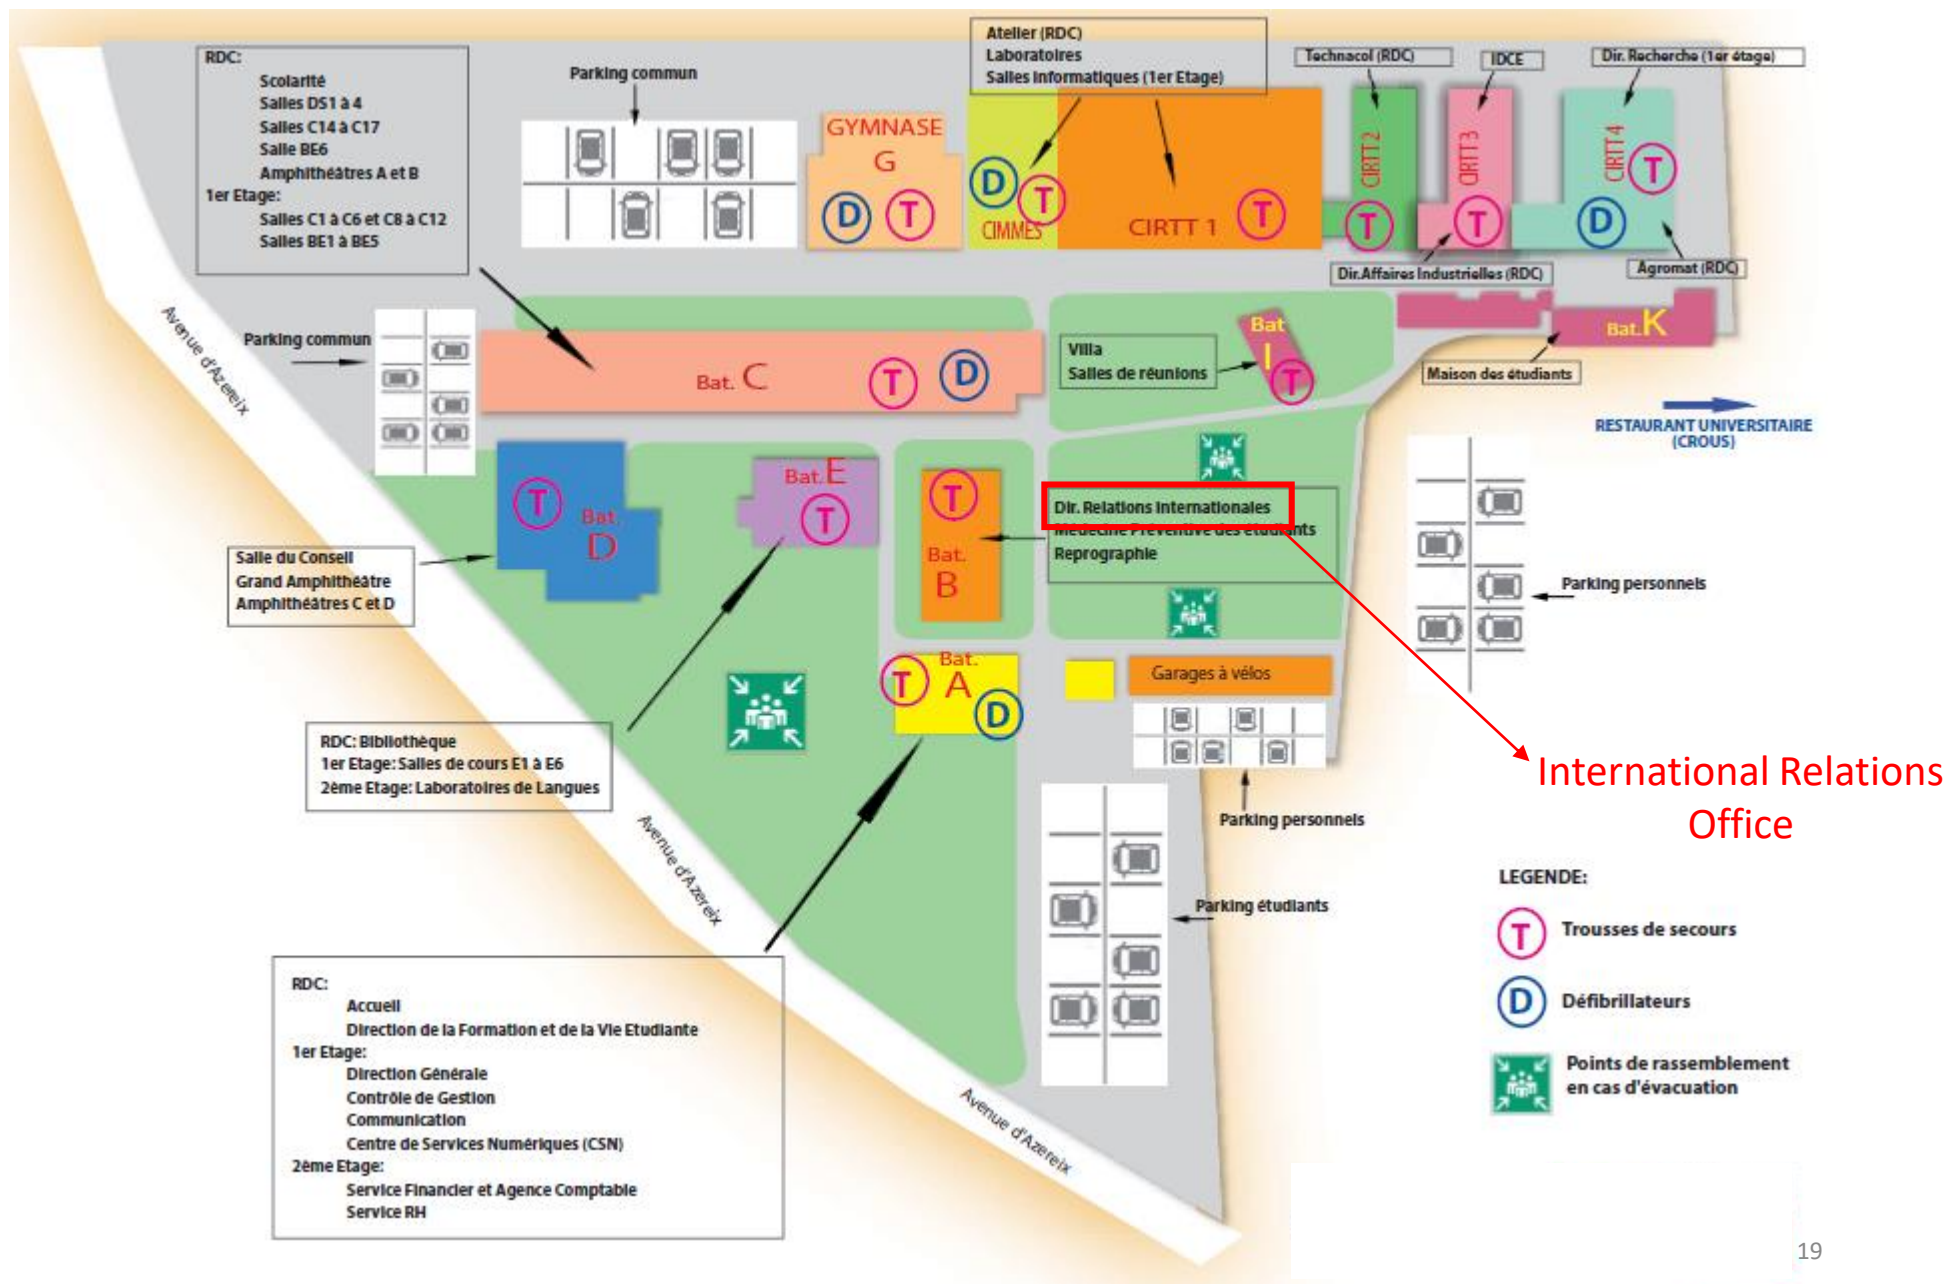 RDC:
Scolarité
Salles DS1 à 4
Salles C14 à C17
Salle BE6
Amphithéâtres A et B
1er Etage:
Salles C1 à C6 et C8 à C12
Salles BE1 à BE5
Parking commun
Atelier (RDC)
Laboratoires
Salles Informatiques (1er Etage)
Technacol (RDC)
IDCE
Dir. Recherche (1er étage)
GYMNASE
G
D
T
D
T
CIMMES
CIRTT 1
T
CIRTT 2
T
CIRTT 3
T
CIRTT 4
T
D
Dir.Affaires Industrielles (RDC)
Agromat (RDC)
Avenue d'Azereix
Parking commun
Bat. C
T
D
Villa
Salles de réunions
Bat
I
T
Bat. K
Maison des étudiants
RESTAURANT UNIVERSITAIRE
(CROUS)
T
Bat.
D
Bat. E
T
T
Bat.
B
Dir. Relations Internationales
Médecine Préventive des étudiants
Reprographie
Salle du Conseil
Grand Amphithéâtre
Amphithéâtres C et D
Parking personnels
T
Bat.
A
D
Garages à vélos
RDC: Bibliothèque
1er Etage: Salles de cours E1 à E6
2ème Etage: Laboratoires de Langues
International Relations
Office
Parking personnels
Avenue d'Azereix
Parking étudiants
LEGENDE:
T Trousses de secours
D Défibrillateurs
Points de rassemblement
en cas d'évacuation
RDC:
Accueil
Direction de la Formation et de la Vie Etudiante
1er Etage:
Direction Générale
Contrôle de Gestion
Communication
Centre de Services Numériques (CSN)
2ème Etage:
Service Financier et Agence Comptable
Service RH
Avenue d'Azereix
19